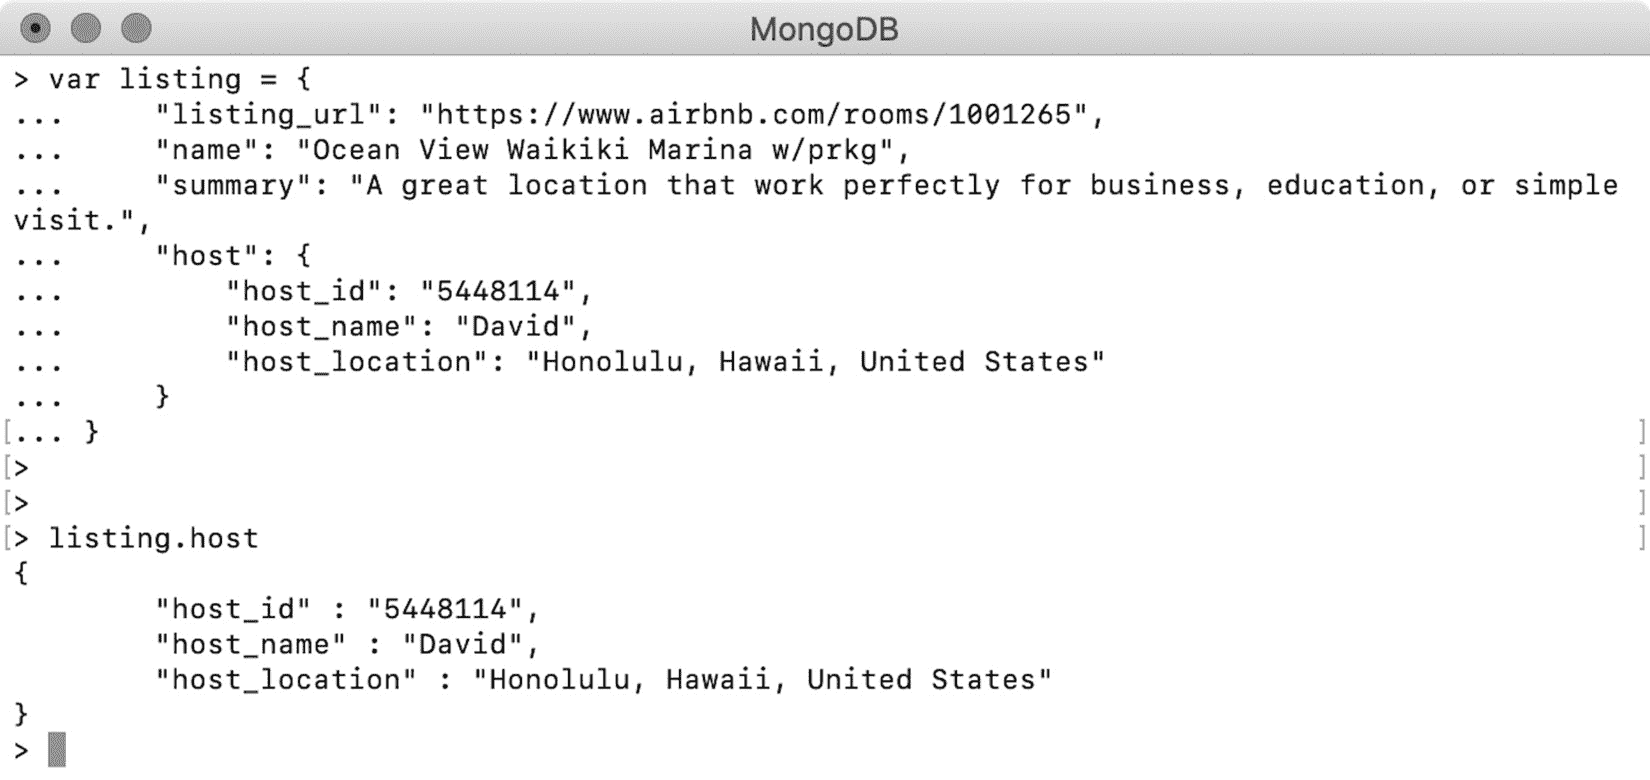 MongoDB
> var listing = {
...     "listing_url": "https://www.airbnb.com/rooms/1001265",
...     "name": "Ocean View Waikiki Marina w/prkg",
...     "summary": "A great location that work perfectly for business, education, or simple
visit.",
...     "host": {
...         "host_id": "5448114",
...         "host_name": "David",
...         "host_location": "Honolulu, Hawaii, United States"
...     }
[... } ]
[> ]
[> ]
[> listing.host ]
{
        "host_id" : "5448114",
        "host_name" : "David",
        "host_location" : "Honolulu, Hawaii, United States"
}
>